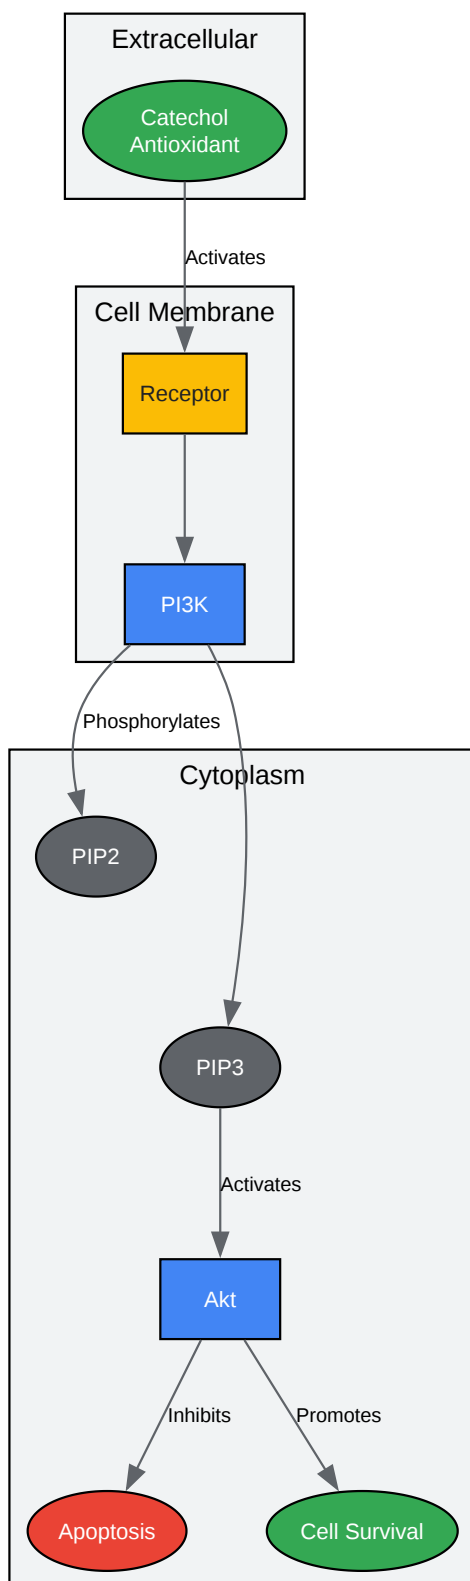 Extracellular
Catechol
Antioxidant
Activates
Cell Membrane
Receptor
PI3K
Phosphorylates
Cytoplasm
PIP2
PIP3
Activates
Akt
Inhibits
Promotes
Apoptosis
Cell Survival